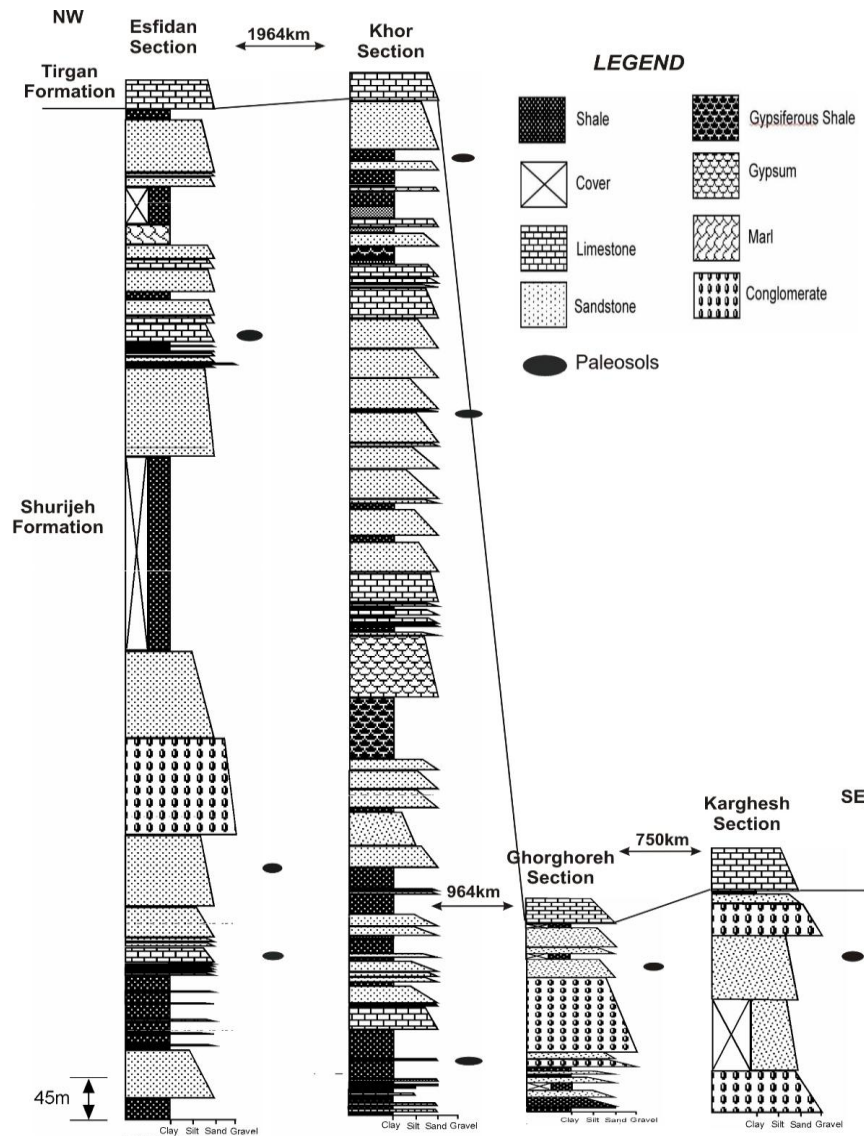 NW
Esfidan
Section
1964km
Khor
Section
Tirgan
Formation
LEGEND
Shale
Gypsiferous Shale
Cover
Gypsum
Limestone
Marl
Sandstone
Conglomerate
Paleosols
Shurijeh
Formation
SE
Karghesh
Section
750km
Ghorghoreh
Section
964km
45m
Clay Silt Sand Gravel
Clay Silt Sand Gravel
Clay Silt Sand Gravel
Clay Silt Sand Gravel